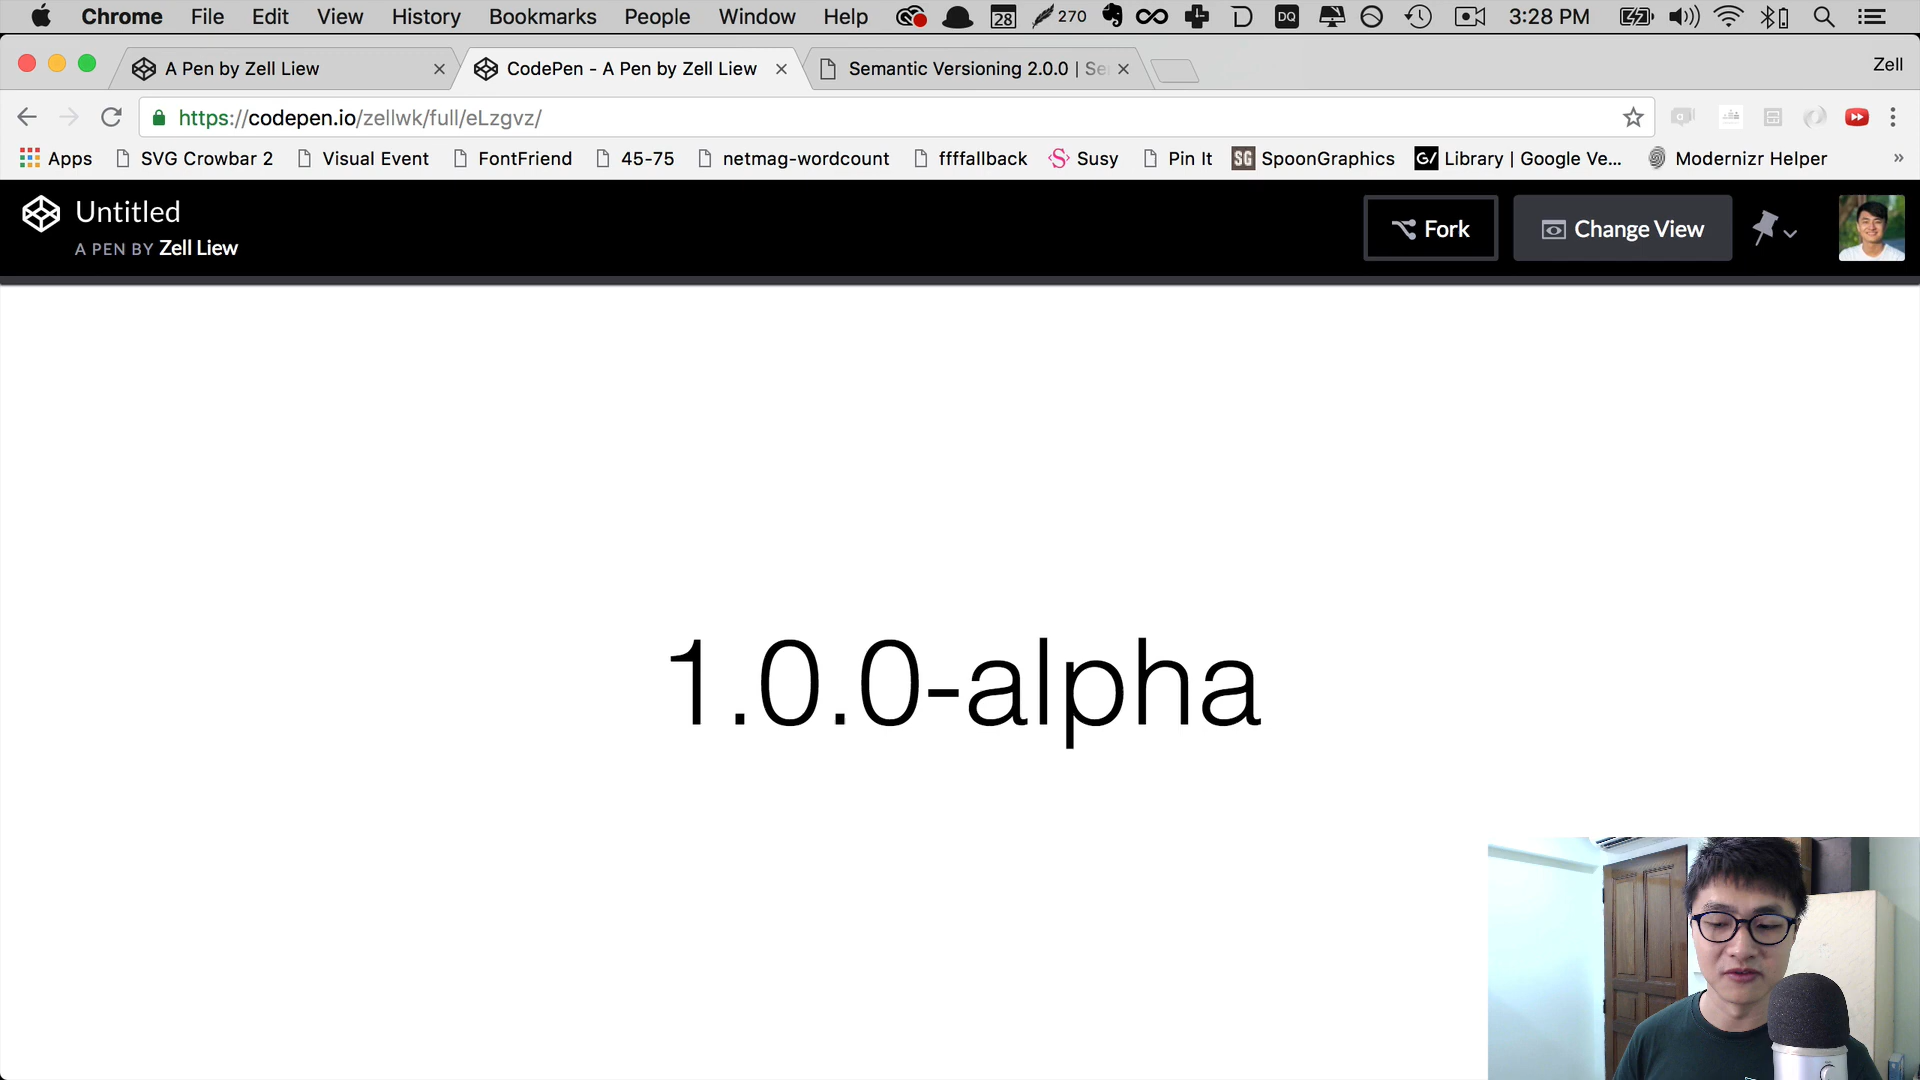 Chrome File Edit View History Bookmarks People Window Help 28 270 D DQ 3:28 PM
A Pen by Zell Liew CodePen - A Pen by Zell Liew Semantic Versioning 2.0.0 | Se Zell
https://codepen.io/zellwk/full/eLzgvz/
Apps SVG Crowbar 2 Visual Event FontFriend 45-75 netmag-wordcount ffffallback Susy Pin It SG SpoonGraphics G/ Library | Google Ve... Modernizr Helper »
Untitled
A PEN BY Zell Liew
Fork Change View
1.0.0-alpha